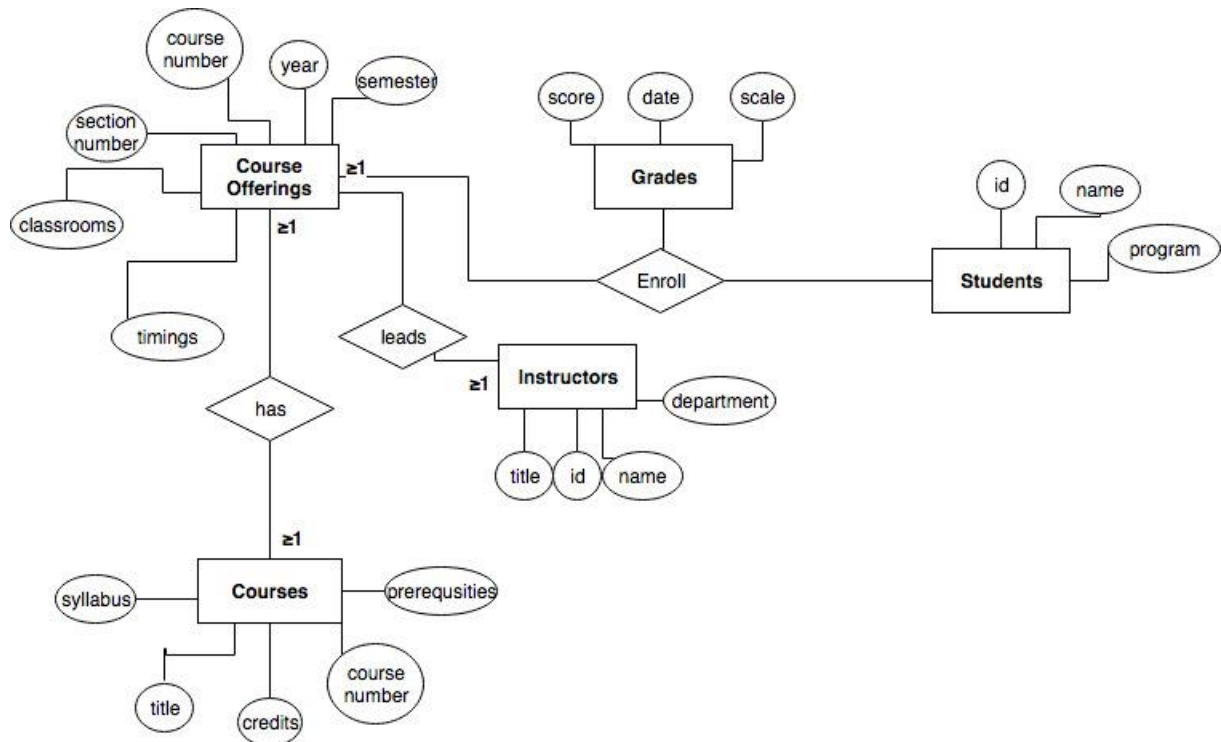 course
number
year
semester
section
number
Course
Offerings
≥1
classrooms
≥1
timings
score
date
scale
Grades
id
name
program
Enroll
Students
leads
≥1
Instructors
department
title
id
name
has
≥1
Courses
syllabus
prerequsities
title
credits
course
number